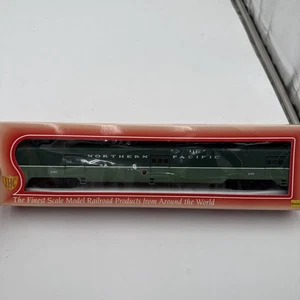 NORTHERN PACIFIC
The Finest Scale Model Railroad Products from Around the World